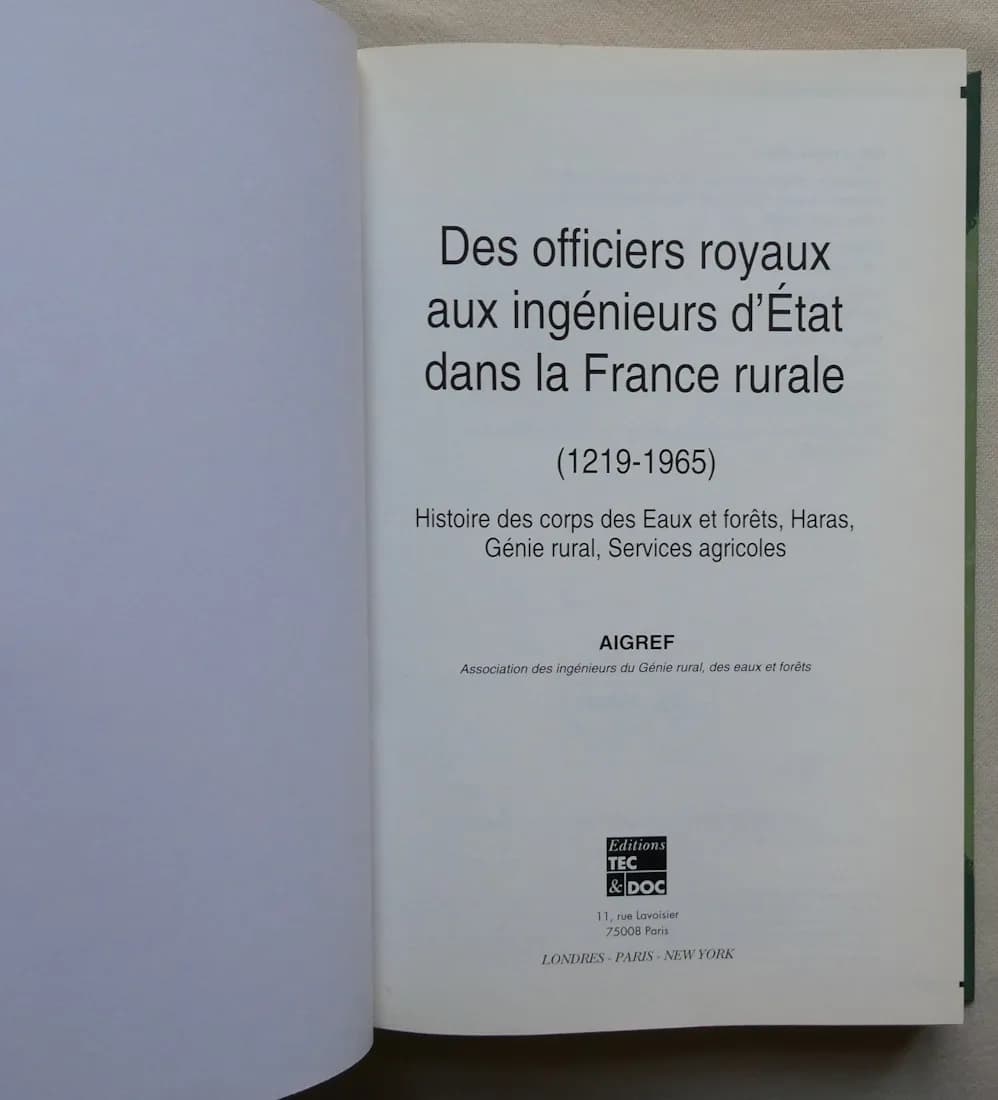 Des officiers royaux
aux ingénieurs d'État
dans la France rurale
(1219-1965)
Histoire des corps des Eaux et forêts, Haras,
Génie rural, Services agricoles
AIGREF
Association des ingénieurs du Génie rural, des eaux et forêts
Editions
TEC
& DOC
11, rue Lavoisier
75008 Paris
LONDRES - PARIS - NEW YORK